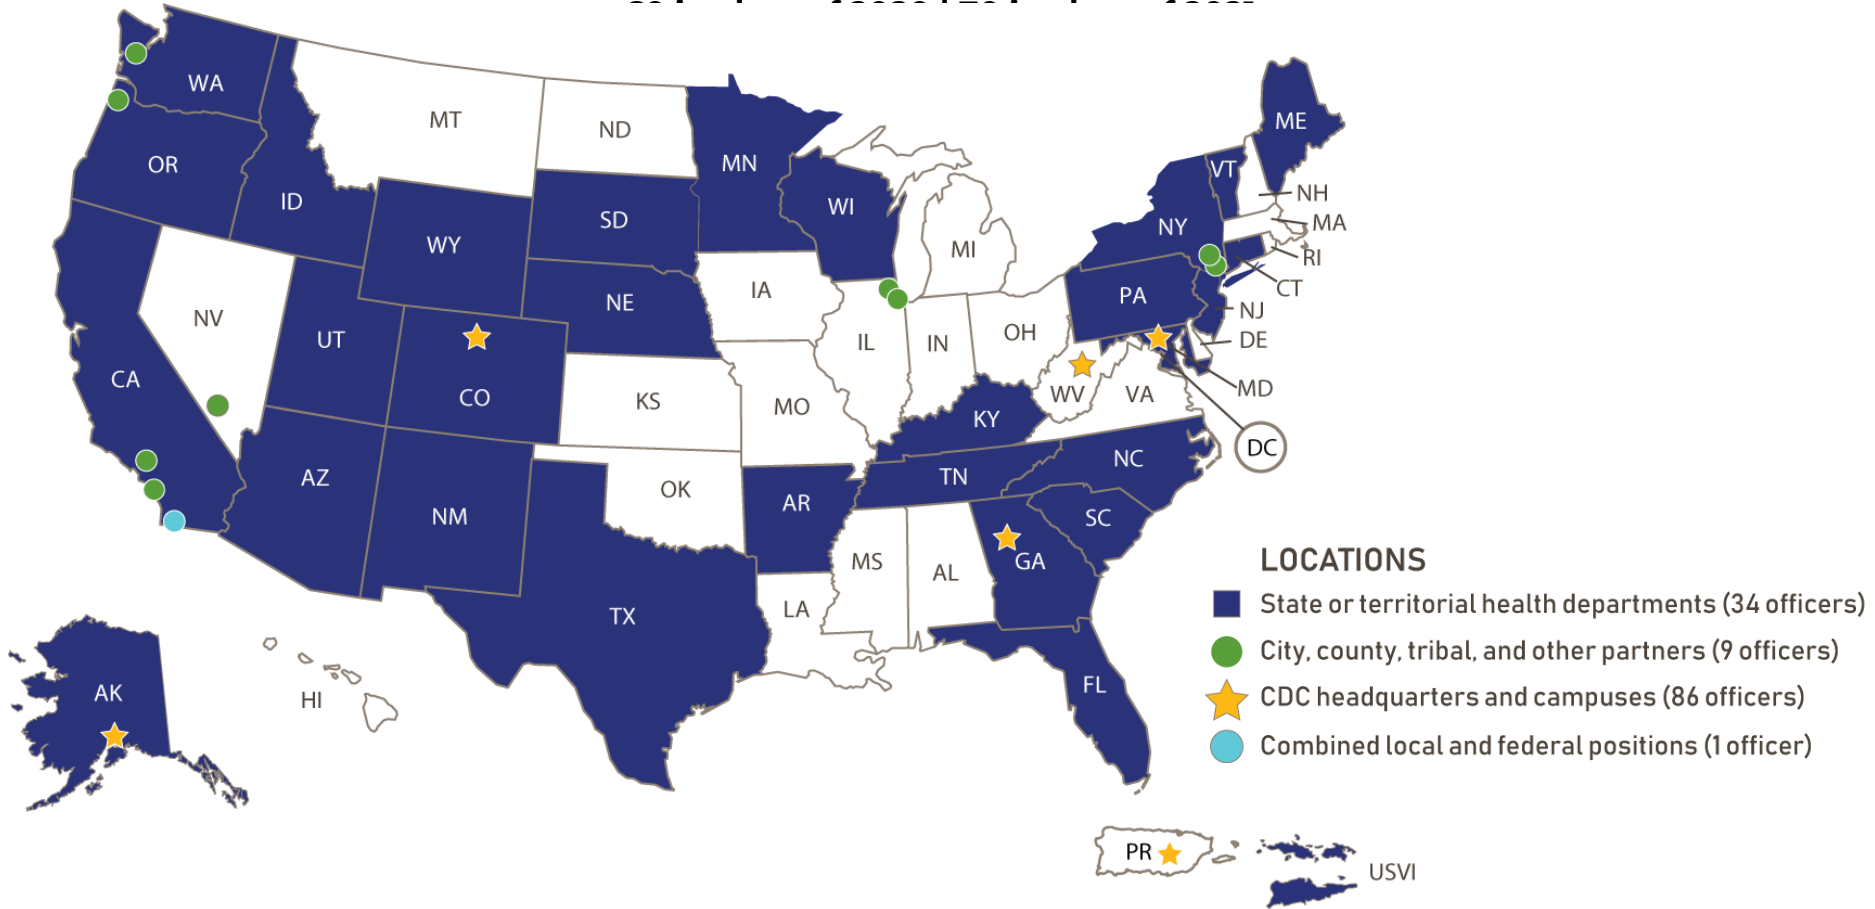 WA
MT
ND
MN
ME
VT
OR
ID
SD
WI
NH
NY
MA
WY
MI
RI
CT
IA
NE
PA
NJ
NV
UT
IL
IN
OH
DE
CA
CO
KS
MO
WV
VA
MD
KY
DC
NC
AZ
TN
OK
AR
NM
SC
MS
AL
GA
LA
TX
FL
AK
HI
PR
USVI
LOCATIONS
State or territorial health departments (34 officers)
City, county, tribal, and other partners (9 officers)
CDC headquarters and campuses (86 officers)
Combined local and federal positions (1 officer)